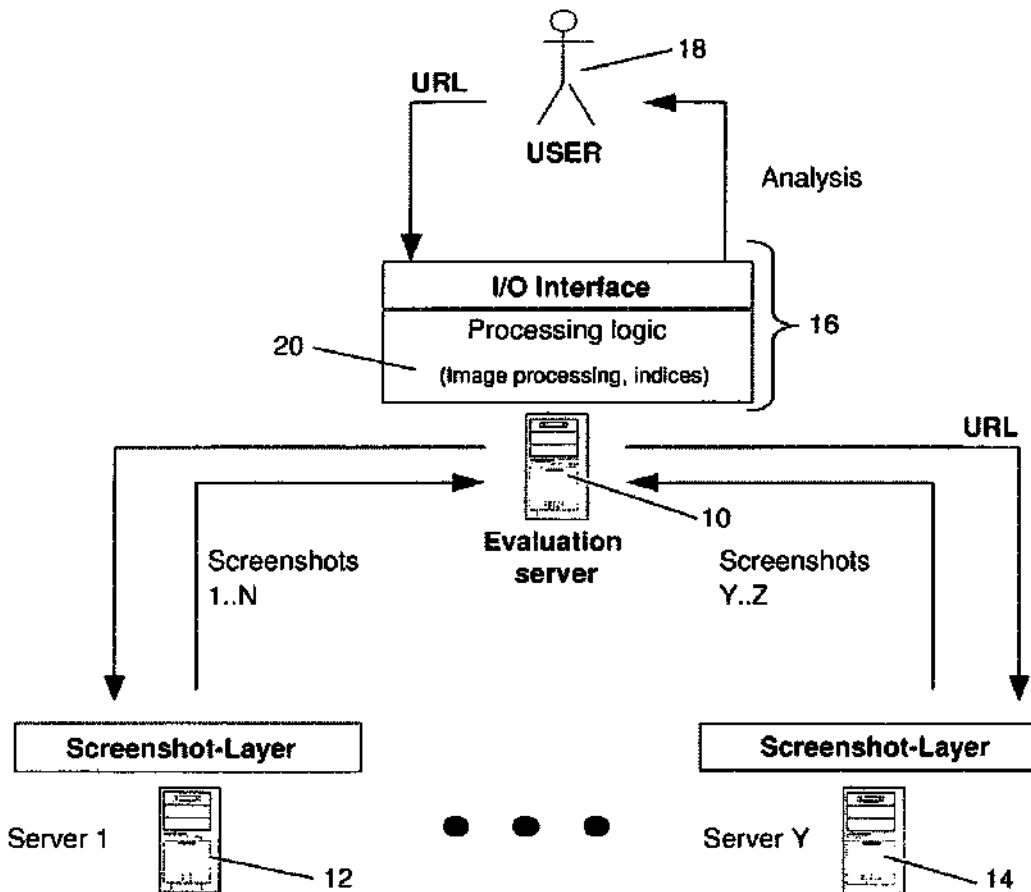 18
URL
USER
Analysis
I/O Interface
Processing logic
(Image processing, indices)
16
20
URL
10
Evaluation
server
Screenshots
1..N
Screenshots
Y..Z
Screenshot-Layer
Screenshot-Layer
Server 1
Server Y
12
14